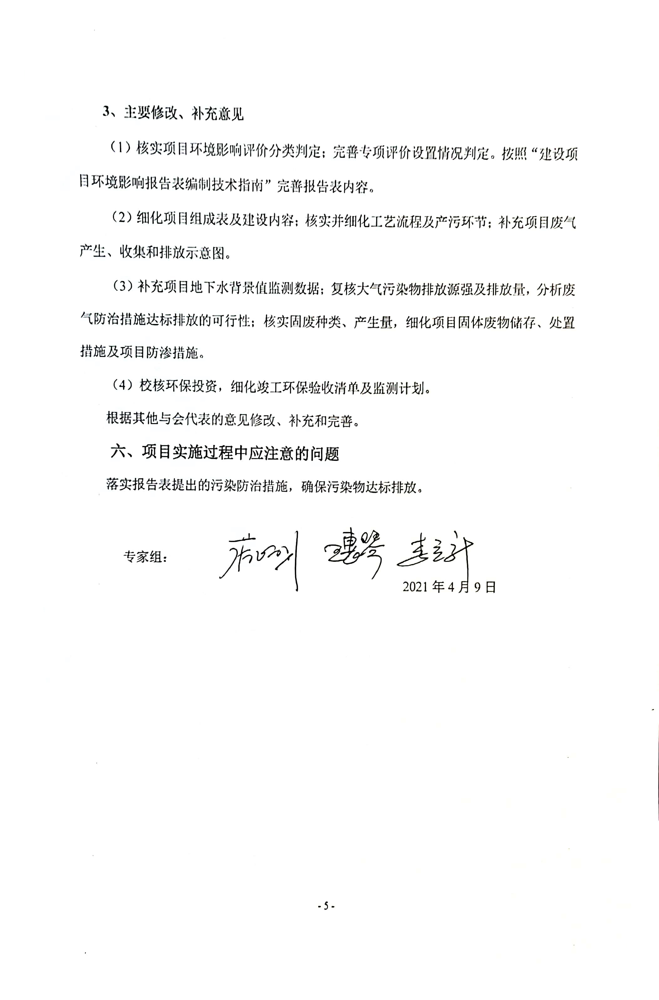 3、主要修改、补充意见
（1）核实项目环境影响评价分类判定；完善专项评价设置情况判定。按照“建设项
目环境影响报告表编制技术指南”完善报告表内容。
（2）细化项目组成表及建设内容；核实并细化工艺流程及产污环节；补充项目废气
产生、收集和排放示意图。
（3）补充项目地下水背景值监测数据；复核大气污染物排放源强及排放量，分析废
气防治措施达标排放的可行性；核实固废种类、产生量，细化项目固体废物储存、处置
措施及项目防渗措施。
（4）校核环保投资，细化竣工环保验收清单及监测计划。
根据其他与会代表的意见修改、补充和完善。
六、项目实施过程中应注意的问题
落实报告表提出的污染防治措施，确保污染物达标排放。
专家组：
2021 年 4 月 9 日
- 5 -